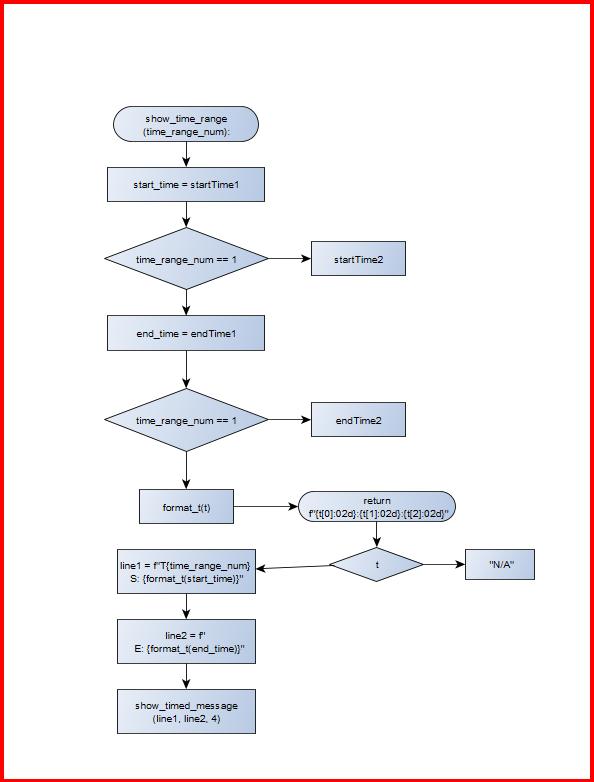 show_time_range
(time_range_num):
start_time = startTime1
time_range_num == 1
startTime2
end_time = endTime1
time_range_num == 1
endTime2
format_t(t)
return
f"{t[0]:02d}:{t[1]:02d}:{t[2]:02d}"
t
"N/A"
line1 = f"T{time_range_num}
S: {format_t(start_time)}"
line2 = f"
E: {format_t(end_time)}"
show_timed_message
(line1, line2, 4)